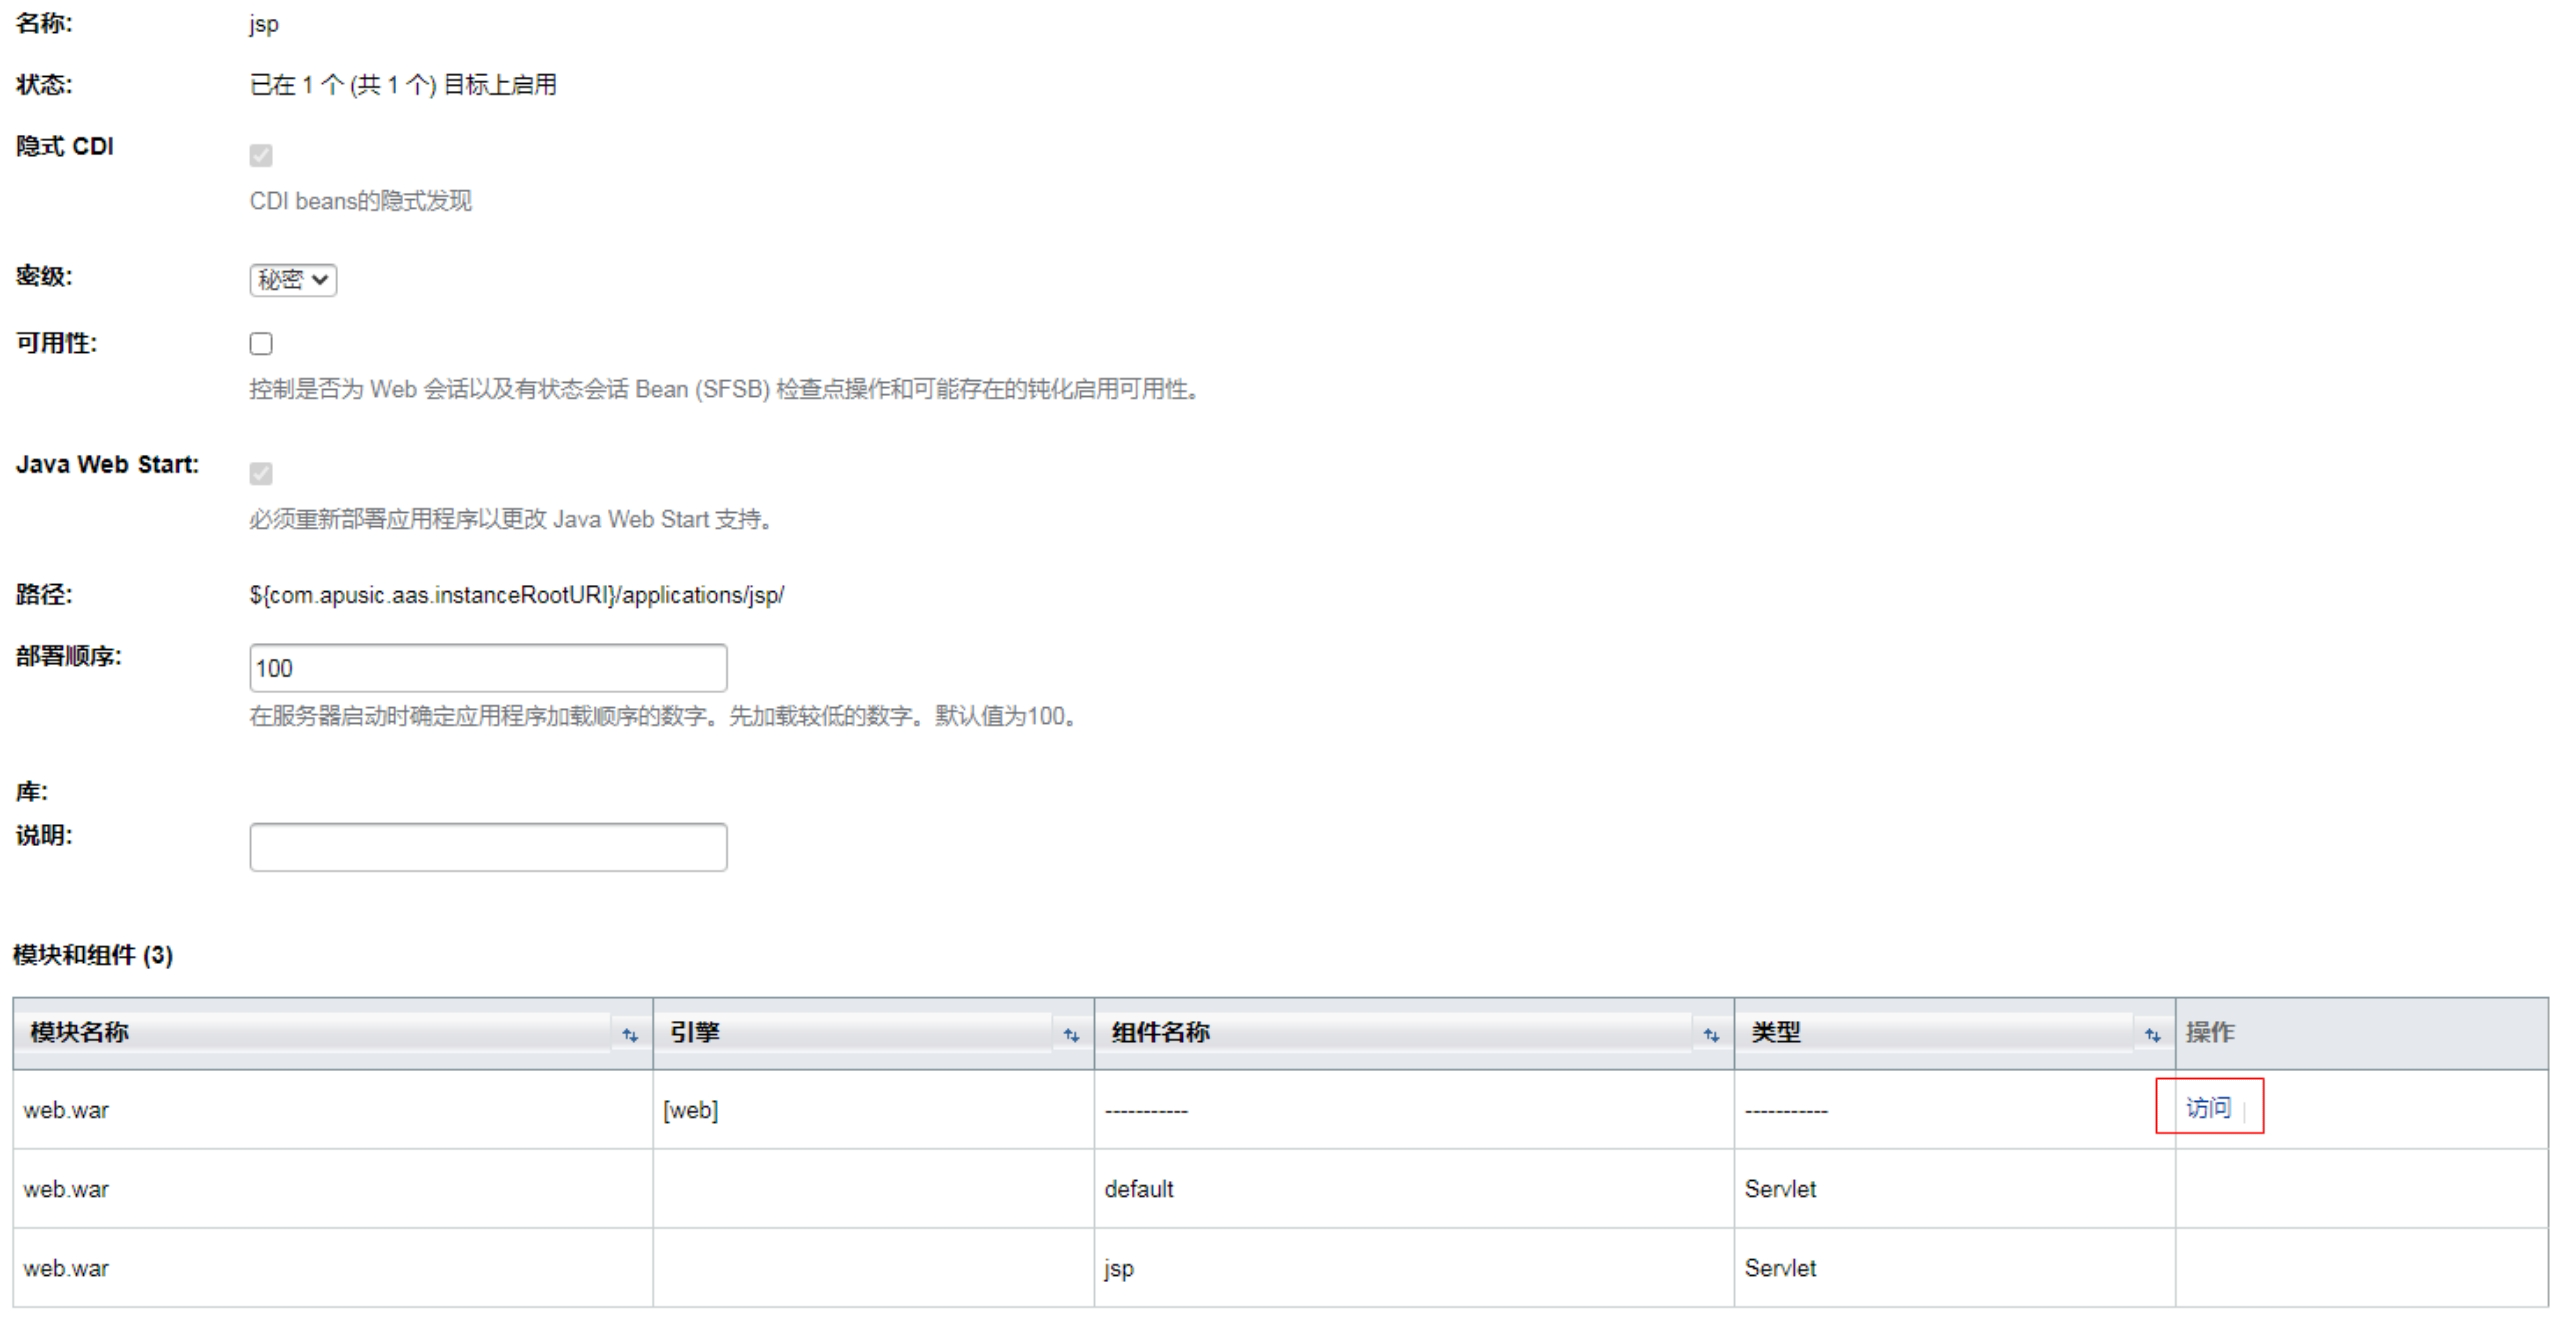 名称: jsp
状态: 已在 1 个 (共 1 个) 目标上启用
隐式 CDI
CDI beans的隐式发现
密级: 秘密
可用性:
控制是否为 Web 会话以及有状态会话 Bean (SFSB) 检查点操作和可能存在的钝化启用可用性。
Java Web Start:
必须重新部署应用程序以更改 Java Web Start 支持。
路径: ${com.apusic.aas.instanceRootURI}/applications/jsp/
部署顺序: 100
在服务器启动时确定应用程序加载顺序的数字。先加载较低的数字。默认值为100。
库:
说明:
模块和组件 (3)
模块名称 引擎 组件名称 类型 操作
web.war [web] ----------- ----------- 访问
web.war default Servlet
web.war jsp Servlet